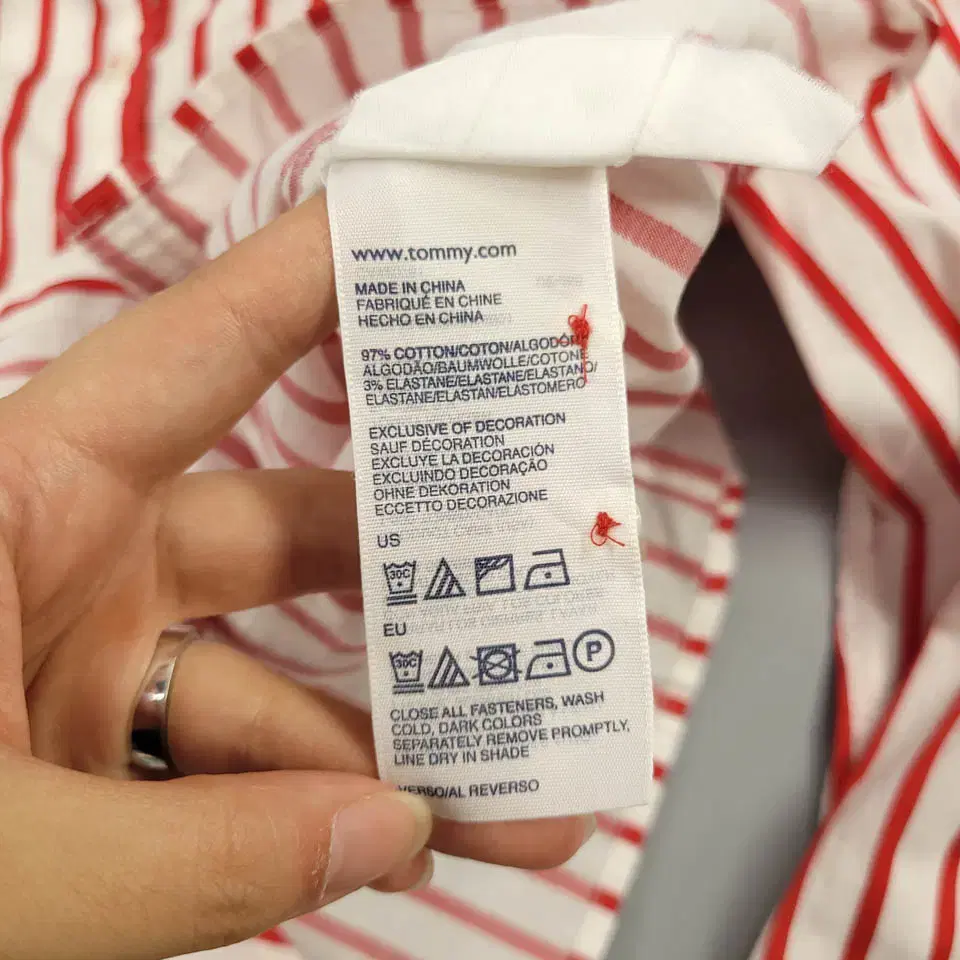 www.tommy.com
MADE IN CHINA
FABRIQUÉ EN CHINE
HECHO EN CHINA
97% COTTON/COTON/ALGODÓN/
ALGODÃO/BAUMWOLLE/COTONE
3% ELASTANE/ELASTANE/ELASTANO/
ELASTANE/ELASTAN/ELASTOMERO
EXCLUSIVE OF DECORATION
SAUF DÉCORATION
EXCLUYE LA DECORACIÓN
EXCLUINDO DECORAÇÃO
OHNE DEKORATION
ECCETTO DECORAZIONE
US
30C
EU
30C P
CLOSE ALL FASTENERS, WASH
COLD, DARK COLORS
SEPARATELY REMOVE PROMPTLY,
LINE DRY IN SHADE
VERSO/AL REVERSO